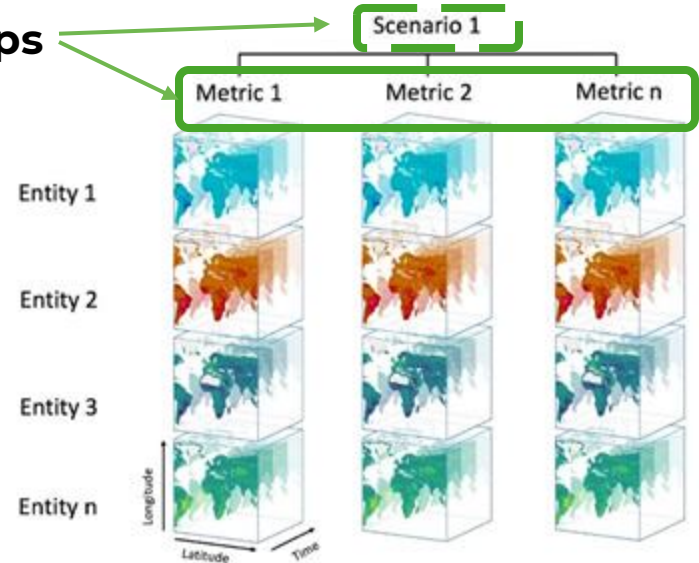 Scenario 1
ps
Metric 1 Metric 2 Metric n
Entity 1
Entity 2
Entity 3
Entity n
Longitude
Latitude
Time